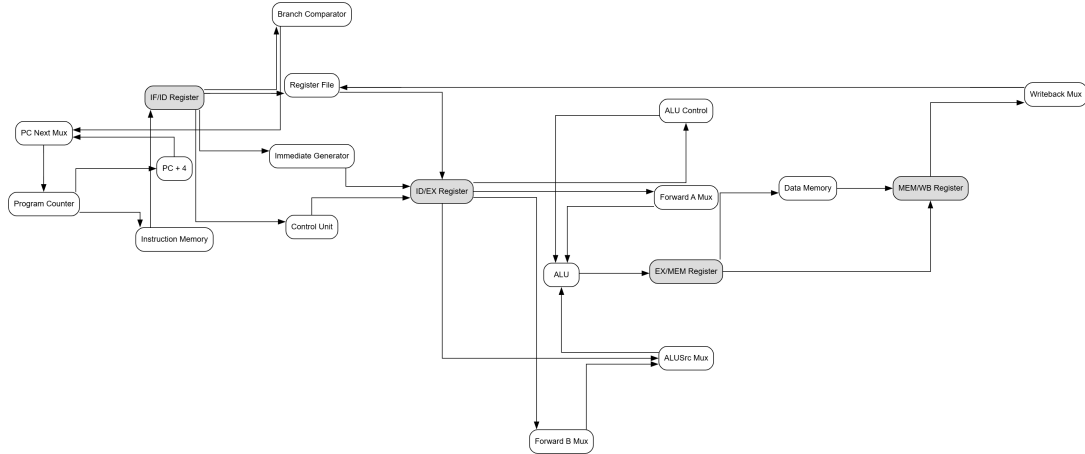 Branch Comparator
Register File
IF/ID Register
Writeback Mux
ALU Control
PC Next Mux
Immediate Generator
PC + 4
ID/EX Register
Forward A Mux
Data Memory
MEM/WB Register
Program Counter
Control Unit
Instruction Memory
ALU
EX/MEM Register
ALUSrc Mux
Forward B Mux